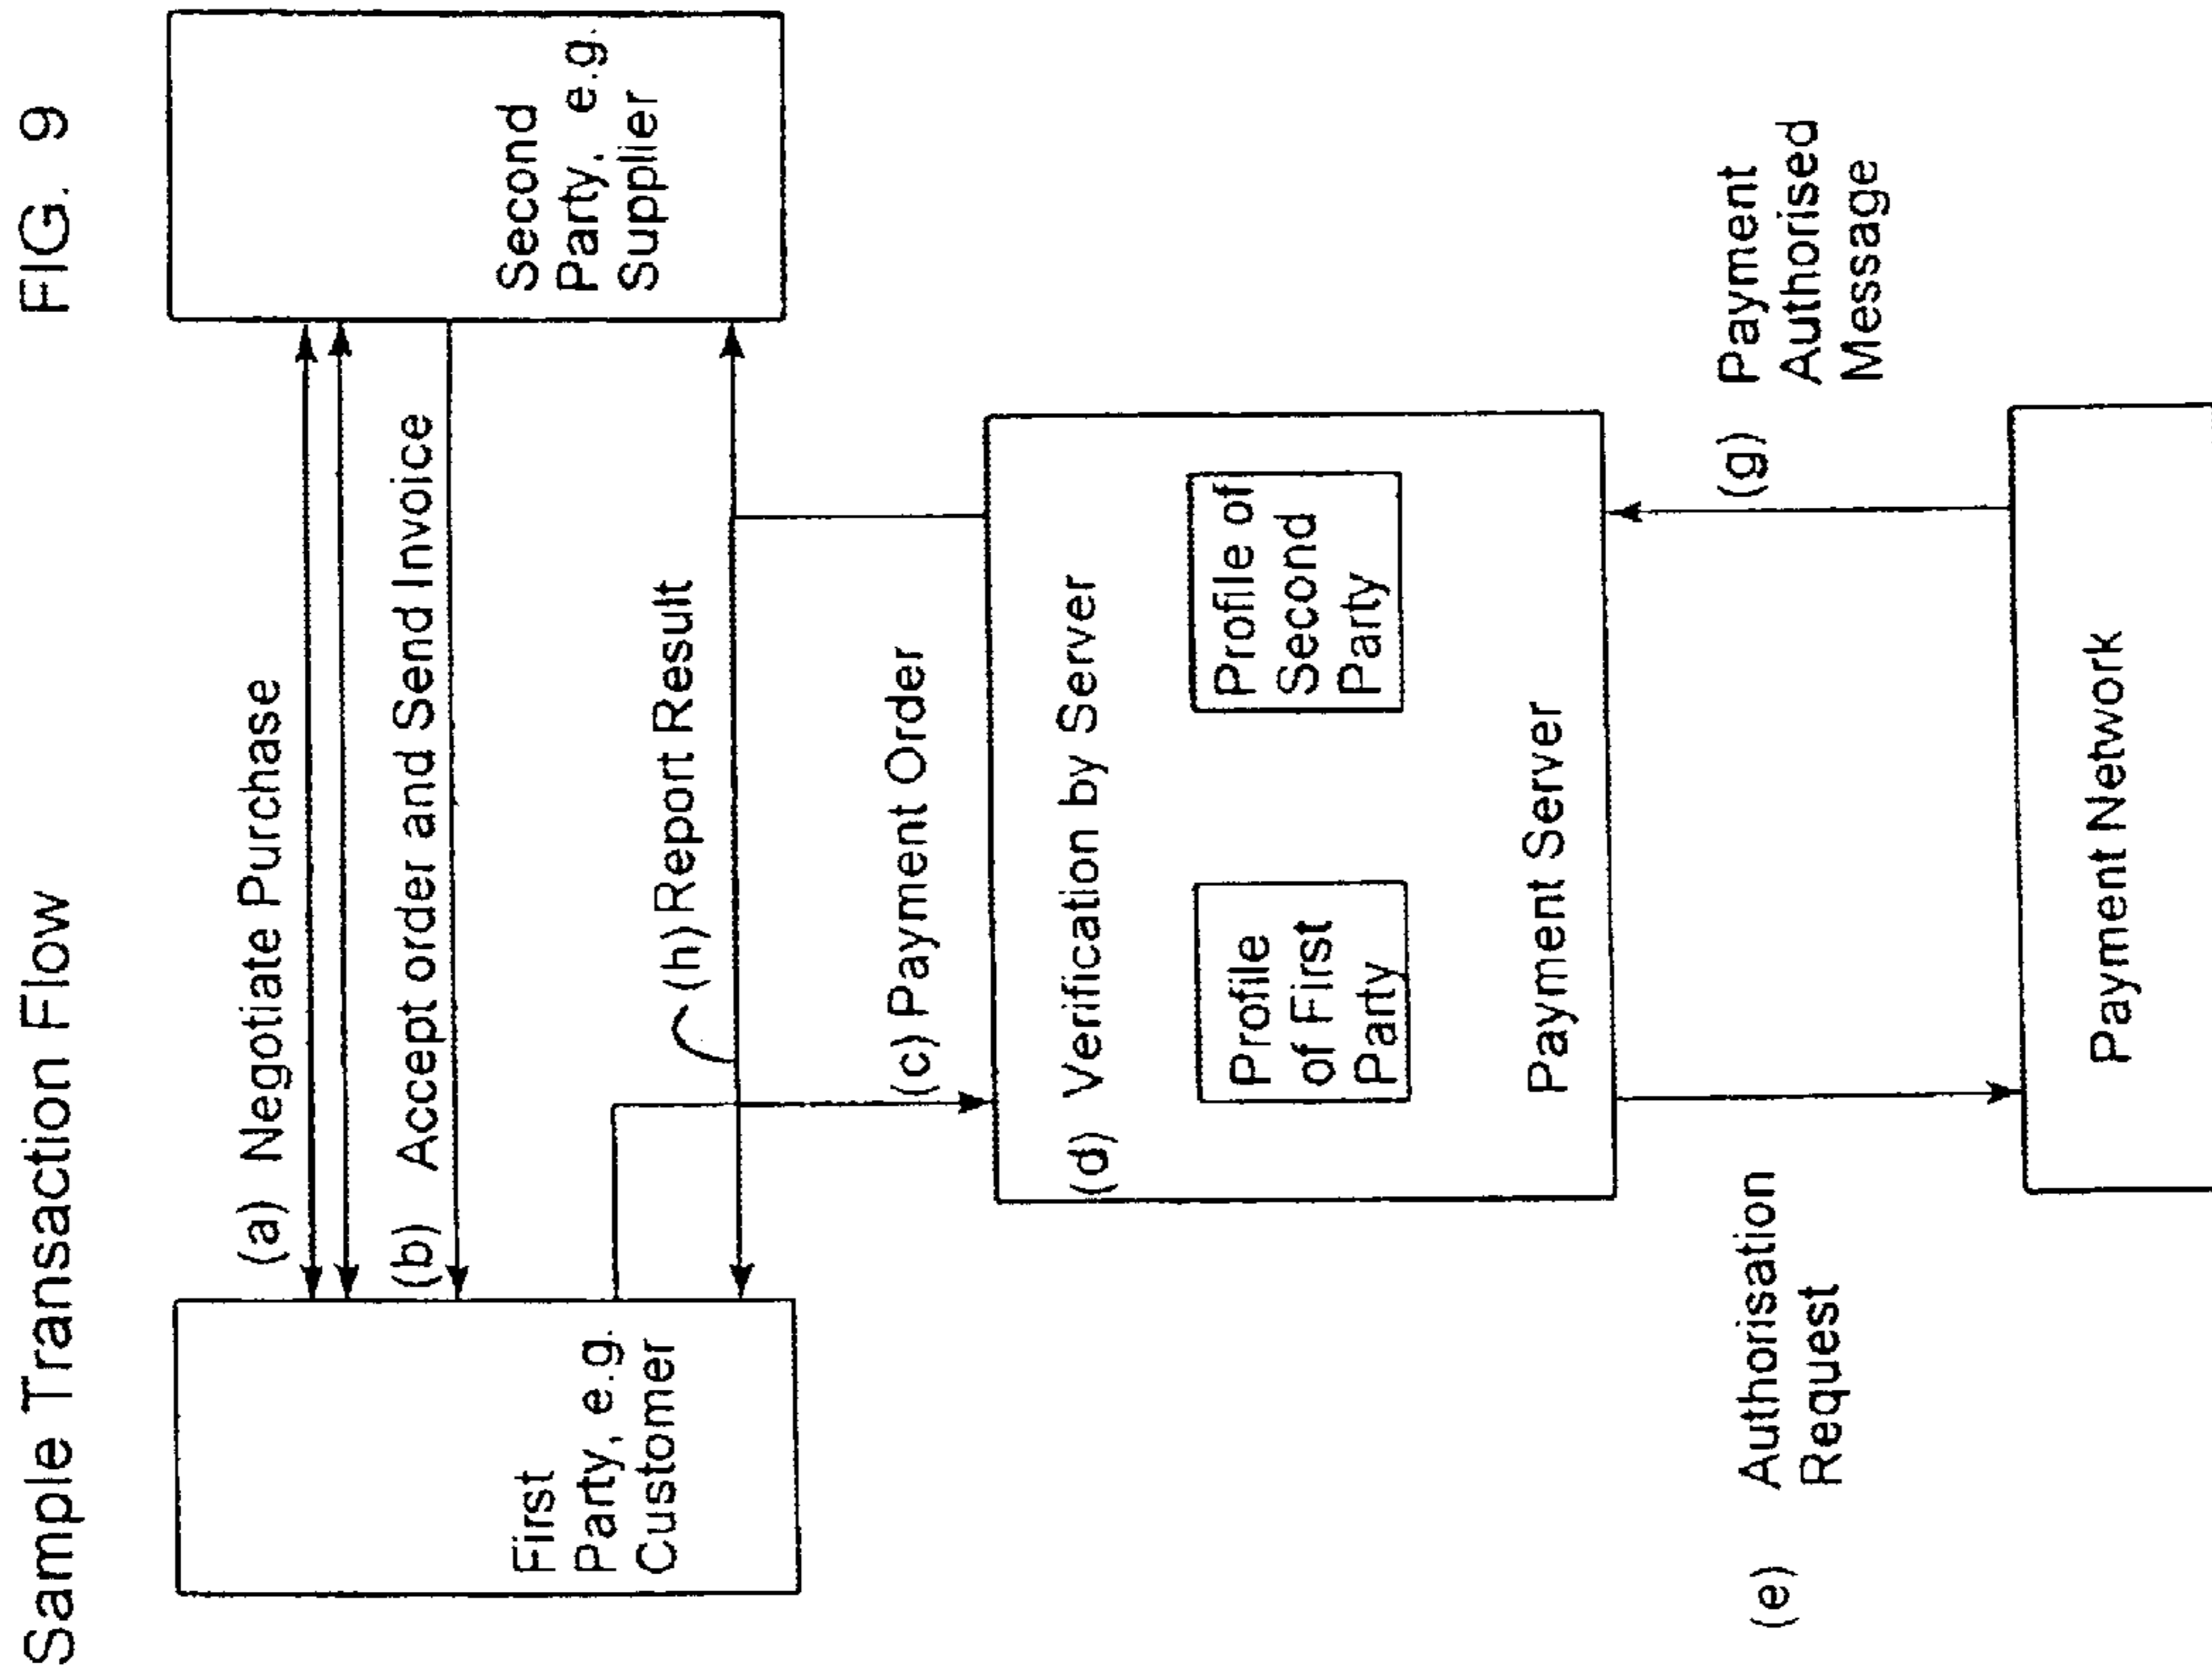 Sample Transaction Flow
FIG. 9
(a) Negotiate Purchase
(b) Accept order and Send Invoice
First
Party, e.g.
Customer
Second
Party, e.g.
Supplier
(h) Report Result
(c) Payment Order
(d) Verification by Server
Profile
of First
Party
Profile of
Second
Party
Payment Server
(e) Authorisation
Request
(g) Payment
Authorised
Message
Payment Network